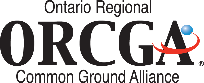 Ontario Regional
ORCGA®
Common Ground Alliance